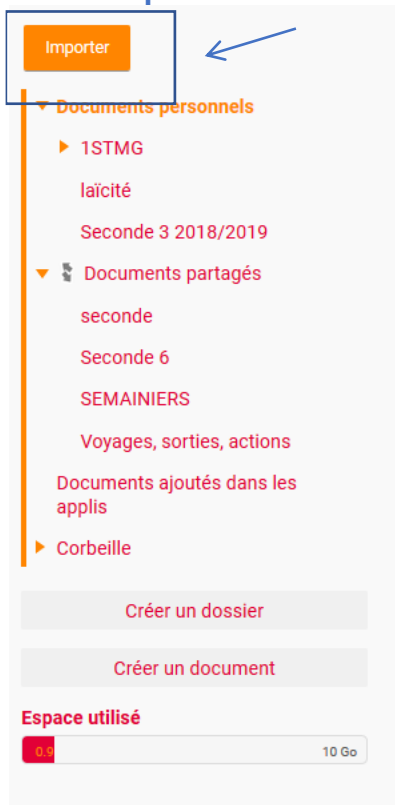 Importer
Documents personnels
1STMG
laïcité
Seconde 3 2018/2019
Documents partagés
seconde
Seconde 6
SEMAINIERS
Voyages, sorties, actions
Documents ajoutés dans les
applis
Corbeille
Créer un dossier
Créer un document
Espace utilisé
0.9 10 Go